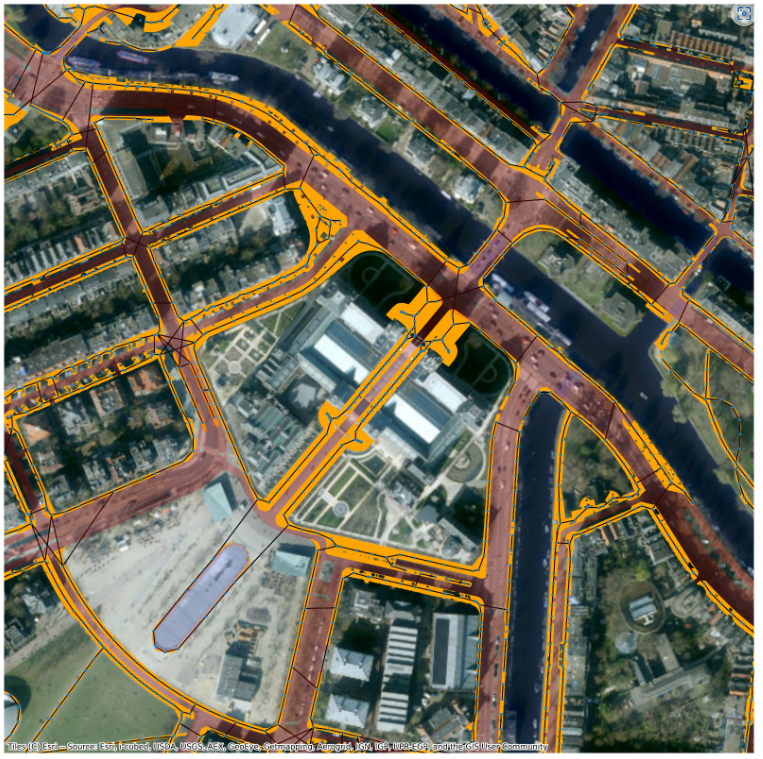 Tiles (C) Esri -- Source: Esri, i-cubed, USDA, USGS, AEX, GeoEye, Getmapping, Aerogrid, IGN, IGP, UPR-EGP, and the GIS User Community